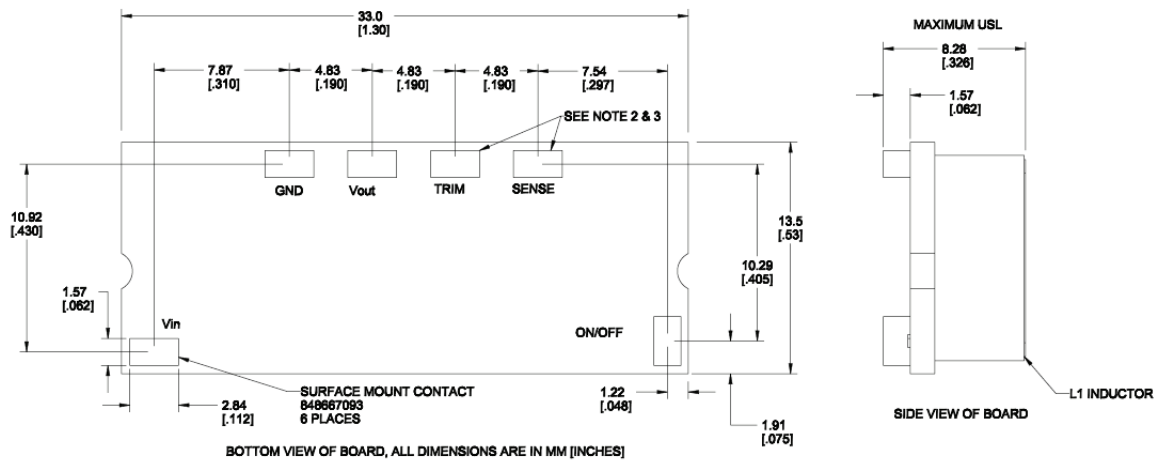 33.0
[1.30]
MAXIMUM USL
8.28
[.326]
7.87
[.310]
4.83
[.190]
4.83
[.190]
4.83
[.190]
7.54
[.297]
1.57
[.062]
SEE NOTE 2 & 3
GND
Vout
TRIM
SENSE
10.92
[.430]
13.5
[.53]
10.29
[.405]
1.57
[.062]
Vin
ON/OFF
SURFACE MOUNT CONTACT
848667093
6 PLACES
2.84
[.112]
1.22
[.048]
1.91
[.075]
L1 INDUCTOR
SIDE VIEW OF BOARD
BOTTOM VIEW OF BOARD, ALL DIMENSIONS ARE IN MM [INCHES]